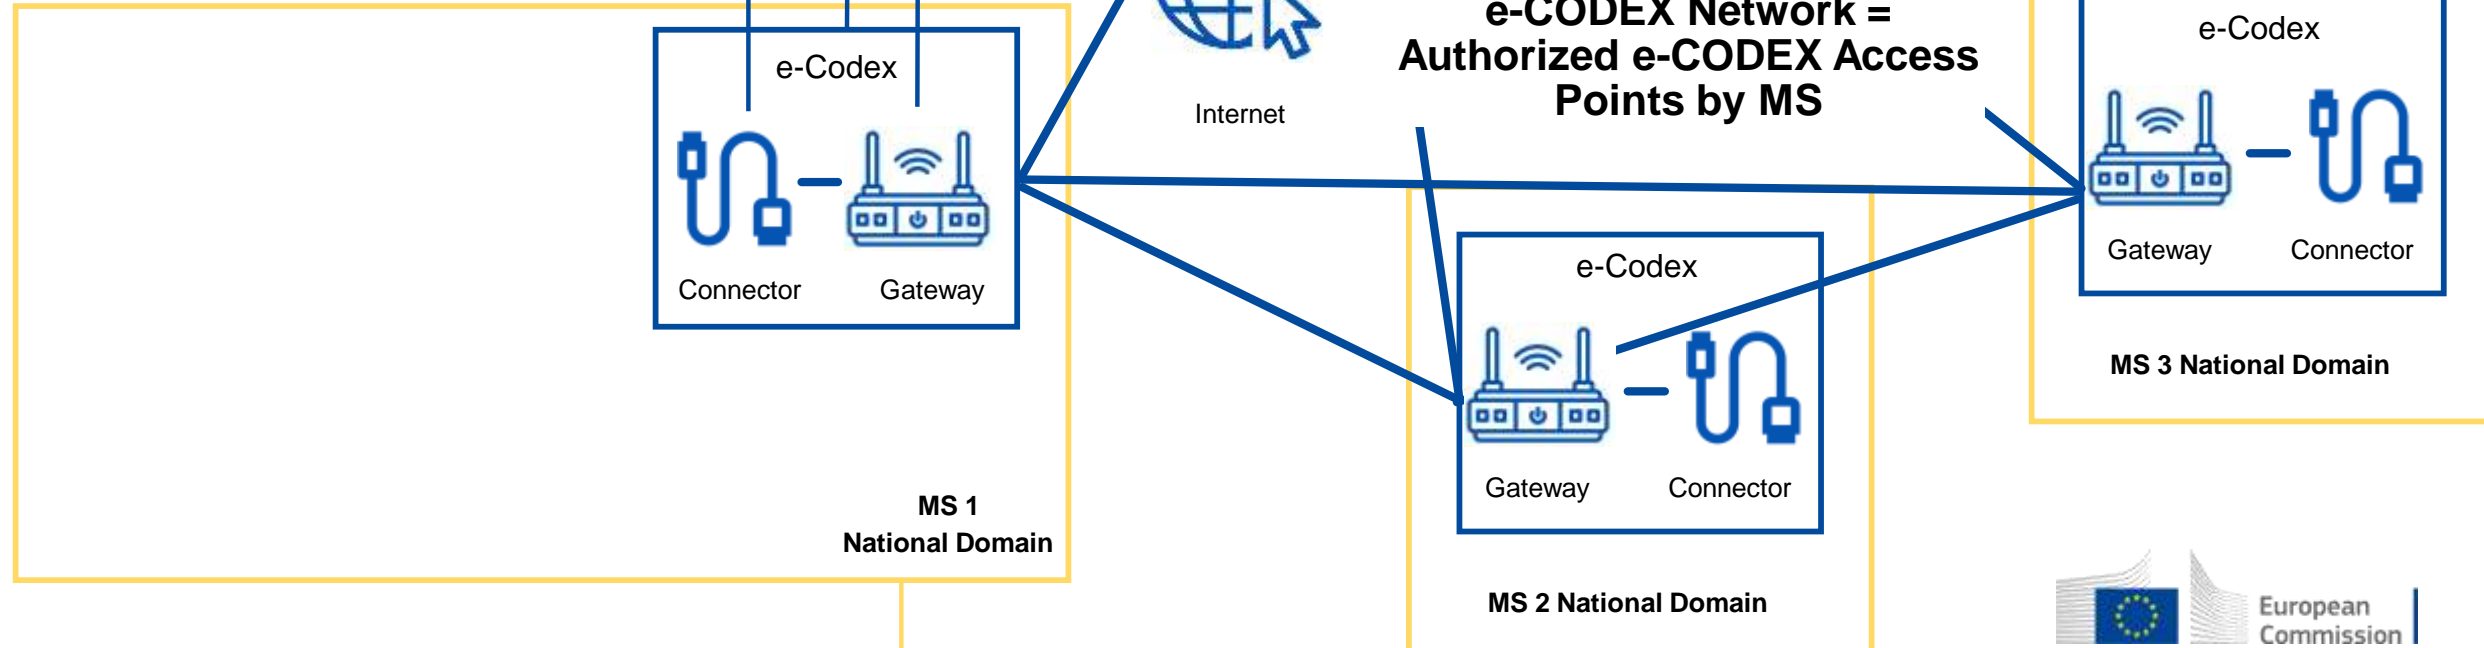 e-CODEX Network =
Authorized e-CODEX Access
Points by MS
Internet
e-Codex
Connector
Gateway
MS 1
National Domain
e-Codex
Gateway
Connector
MS 2 National Domain
e-Codex
Gateway
Connector
MS 3 National Domain
European
Commission